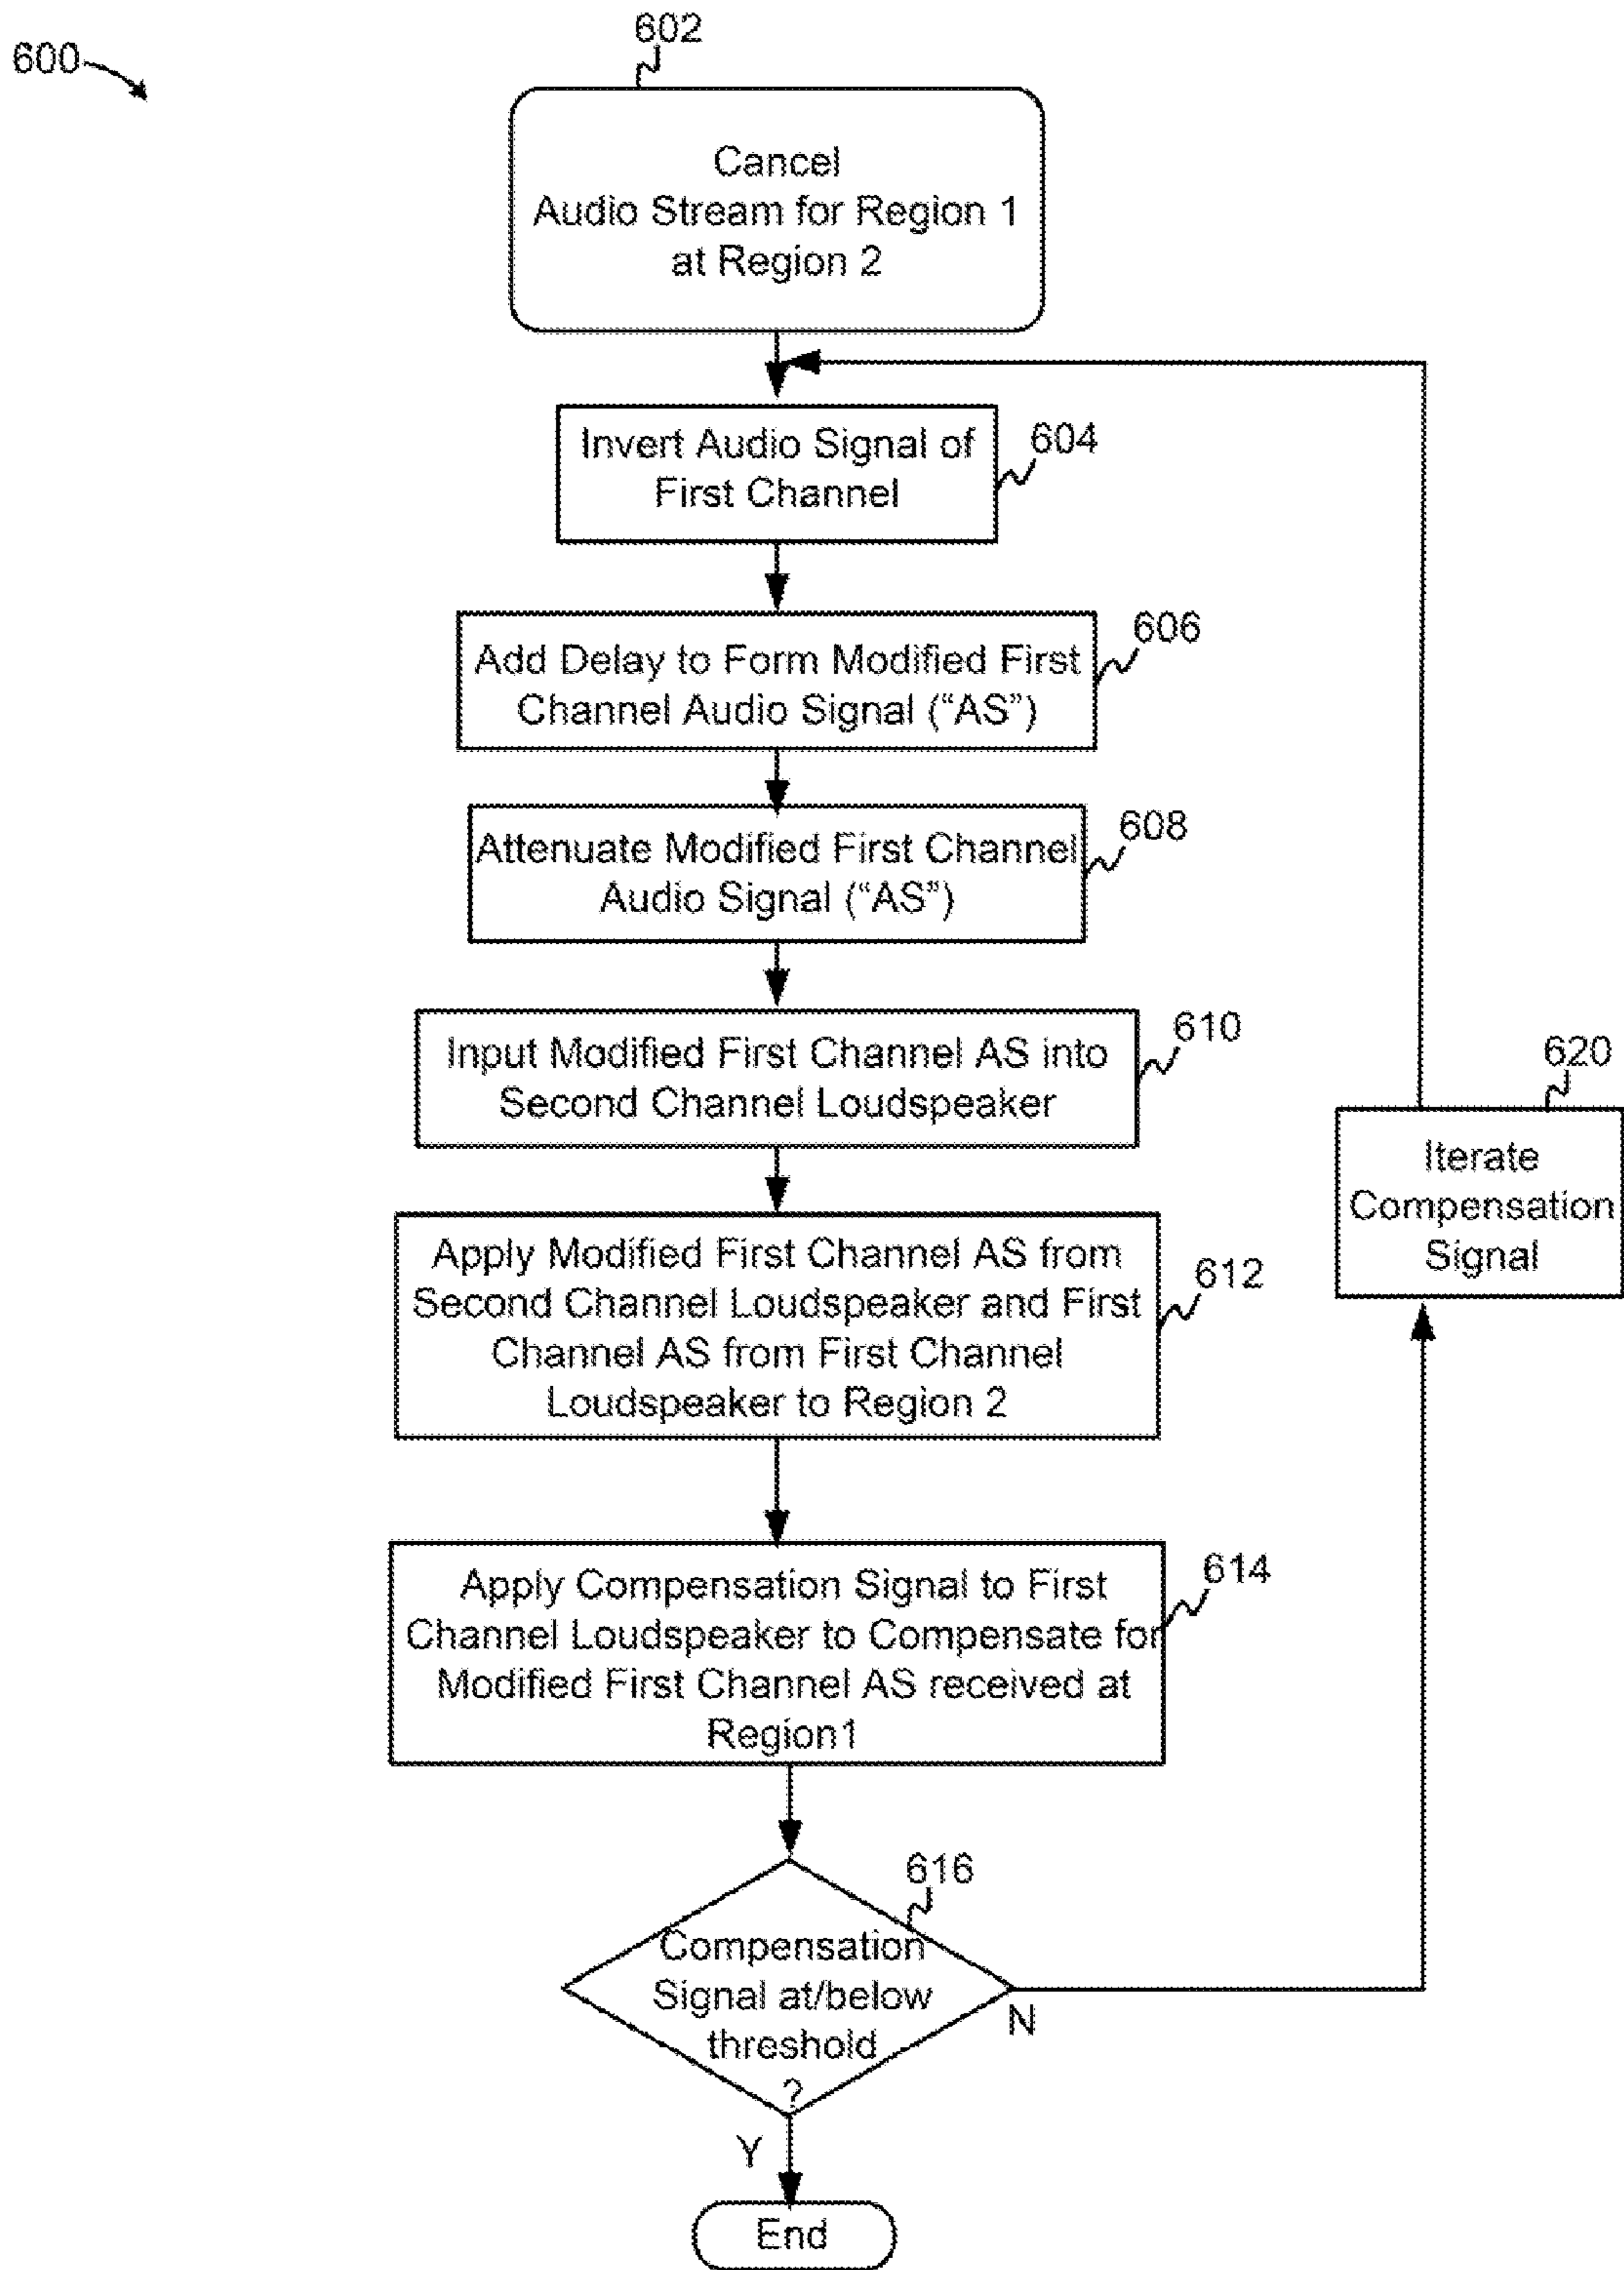 600
602
Cancel
Audio Stream for Region 1
at Region 2
Invert Audio Signal of
First Channel
604
Add Delay to Form Modified First
Channel Audio Signal (“AS”)
606
Attenuate Modified First Channel
Audio Signal (“AS”)
608
Input Modified First Channel AS into
Second Channel Loudspeaker
610
Apply Modified First Channel AS from
Second Channel Loudspeaker and First
Channel AS from First Channel
Loudspeaker to Region 2
612
Apply Compensation Signal to First
Channel Loudspeaker to Compensate for
Modified First Channel AS received at
Region1
614
616
Compensation
Signal at/below
threshold
?
N
620
Iterate
Compensation
Signal
Y
End